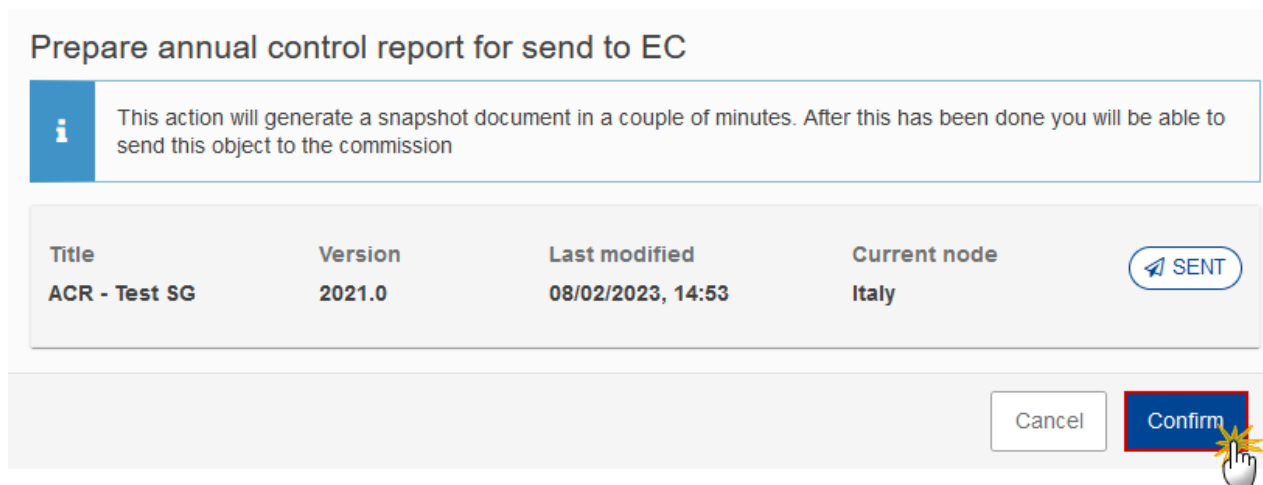 Prepare annual control report for send to EC
This action will generate a snapshot document in a couple of minutes. After this has been done you will be able to
send this object to the commission
Title Version Last modified Current node
SENT
ACR - Test SG 2021.0 08/02/2023, 14:53 Italy
Cancel Confirm